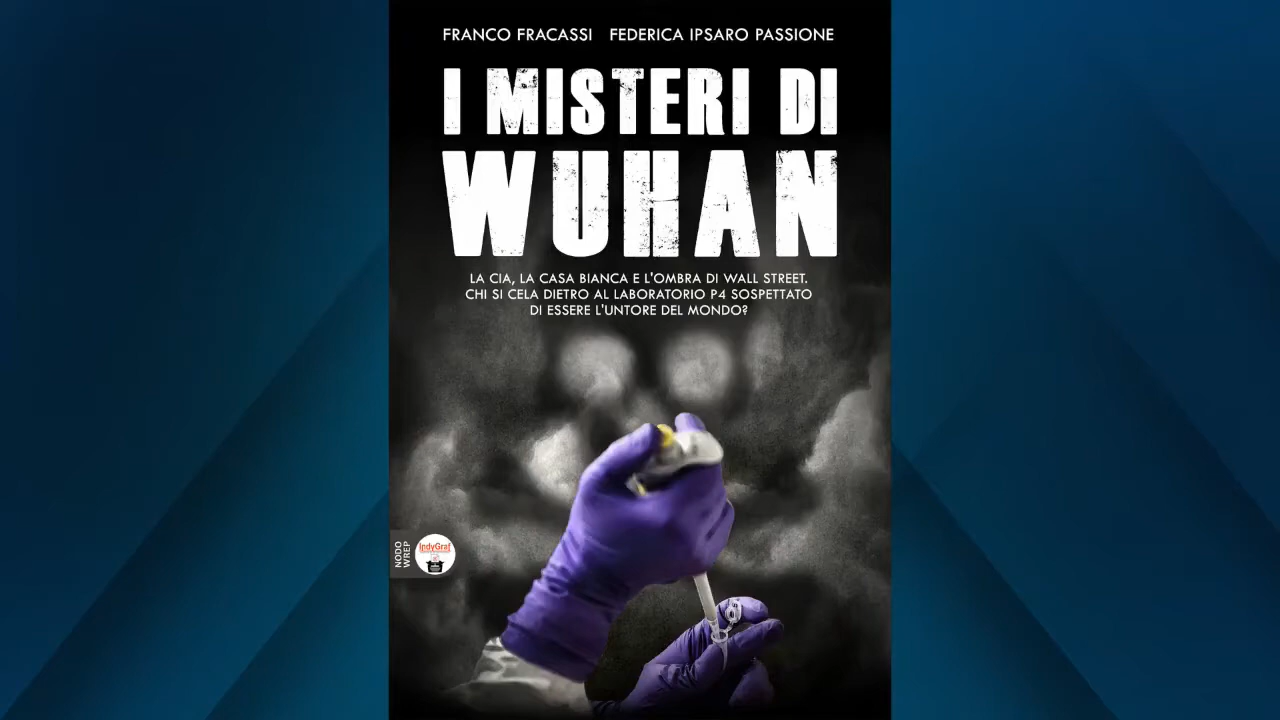 FRANCO FRACASSI FEDERICA IPSARO PASSIONE
I MISTERI DI
WUHAN
LA CIA, LA CASA BIANCA E L'OMBRA DI WALL STREET.
CHI SI CELA DIETRO AL LABORATORIO P4 SOSPETTATO
DI ESSERE L'UNTORE DEL MONDO?
NODO
WREP
IndyGraf